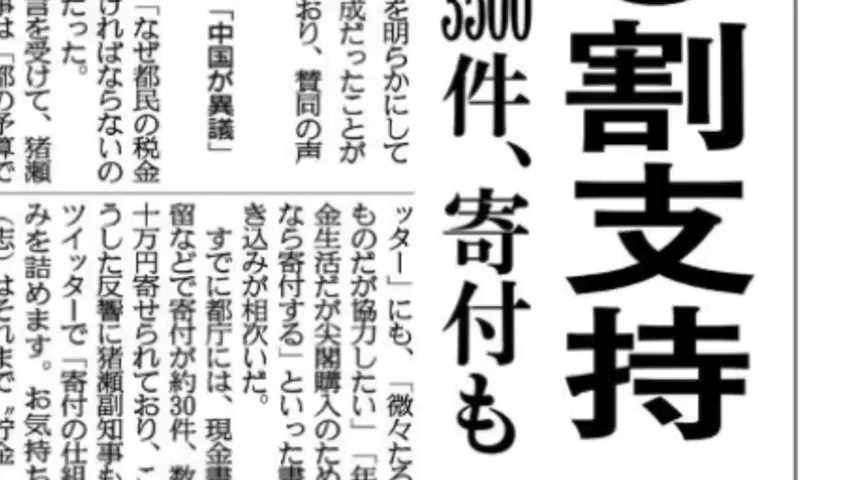 割支持
3500件、寄付も
を明らかにして
成だったことが
おり、賛同の声
「中国が異議」
「なぜ都民の税金
ければならないの
だった。
言を受けて、猪瀬
事は「都の予算で
ッター」にも、「微々たる
ものだが協力したい」「年
金生活だが尖閣購入のため
なら寄付する」といった書
き込みが相次いだ。
すでに都庁には、現金書
留などで寄付が約30件、数
十万円寄せられており、こ
うした反響に猪瀬副知事も
ツイッターで「寄付の仕組
みを詰めます。お気持ち
（志）はそれまで〝貯金